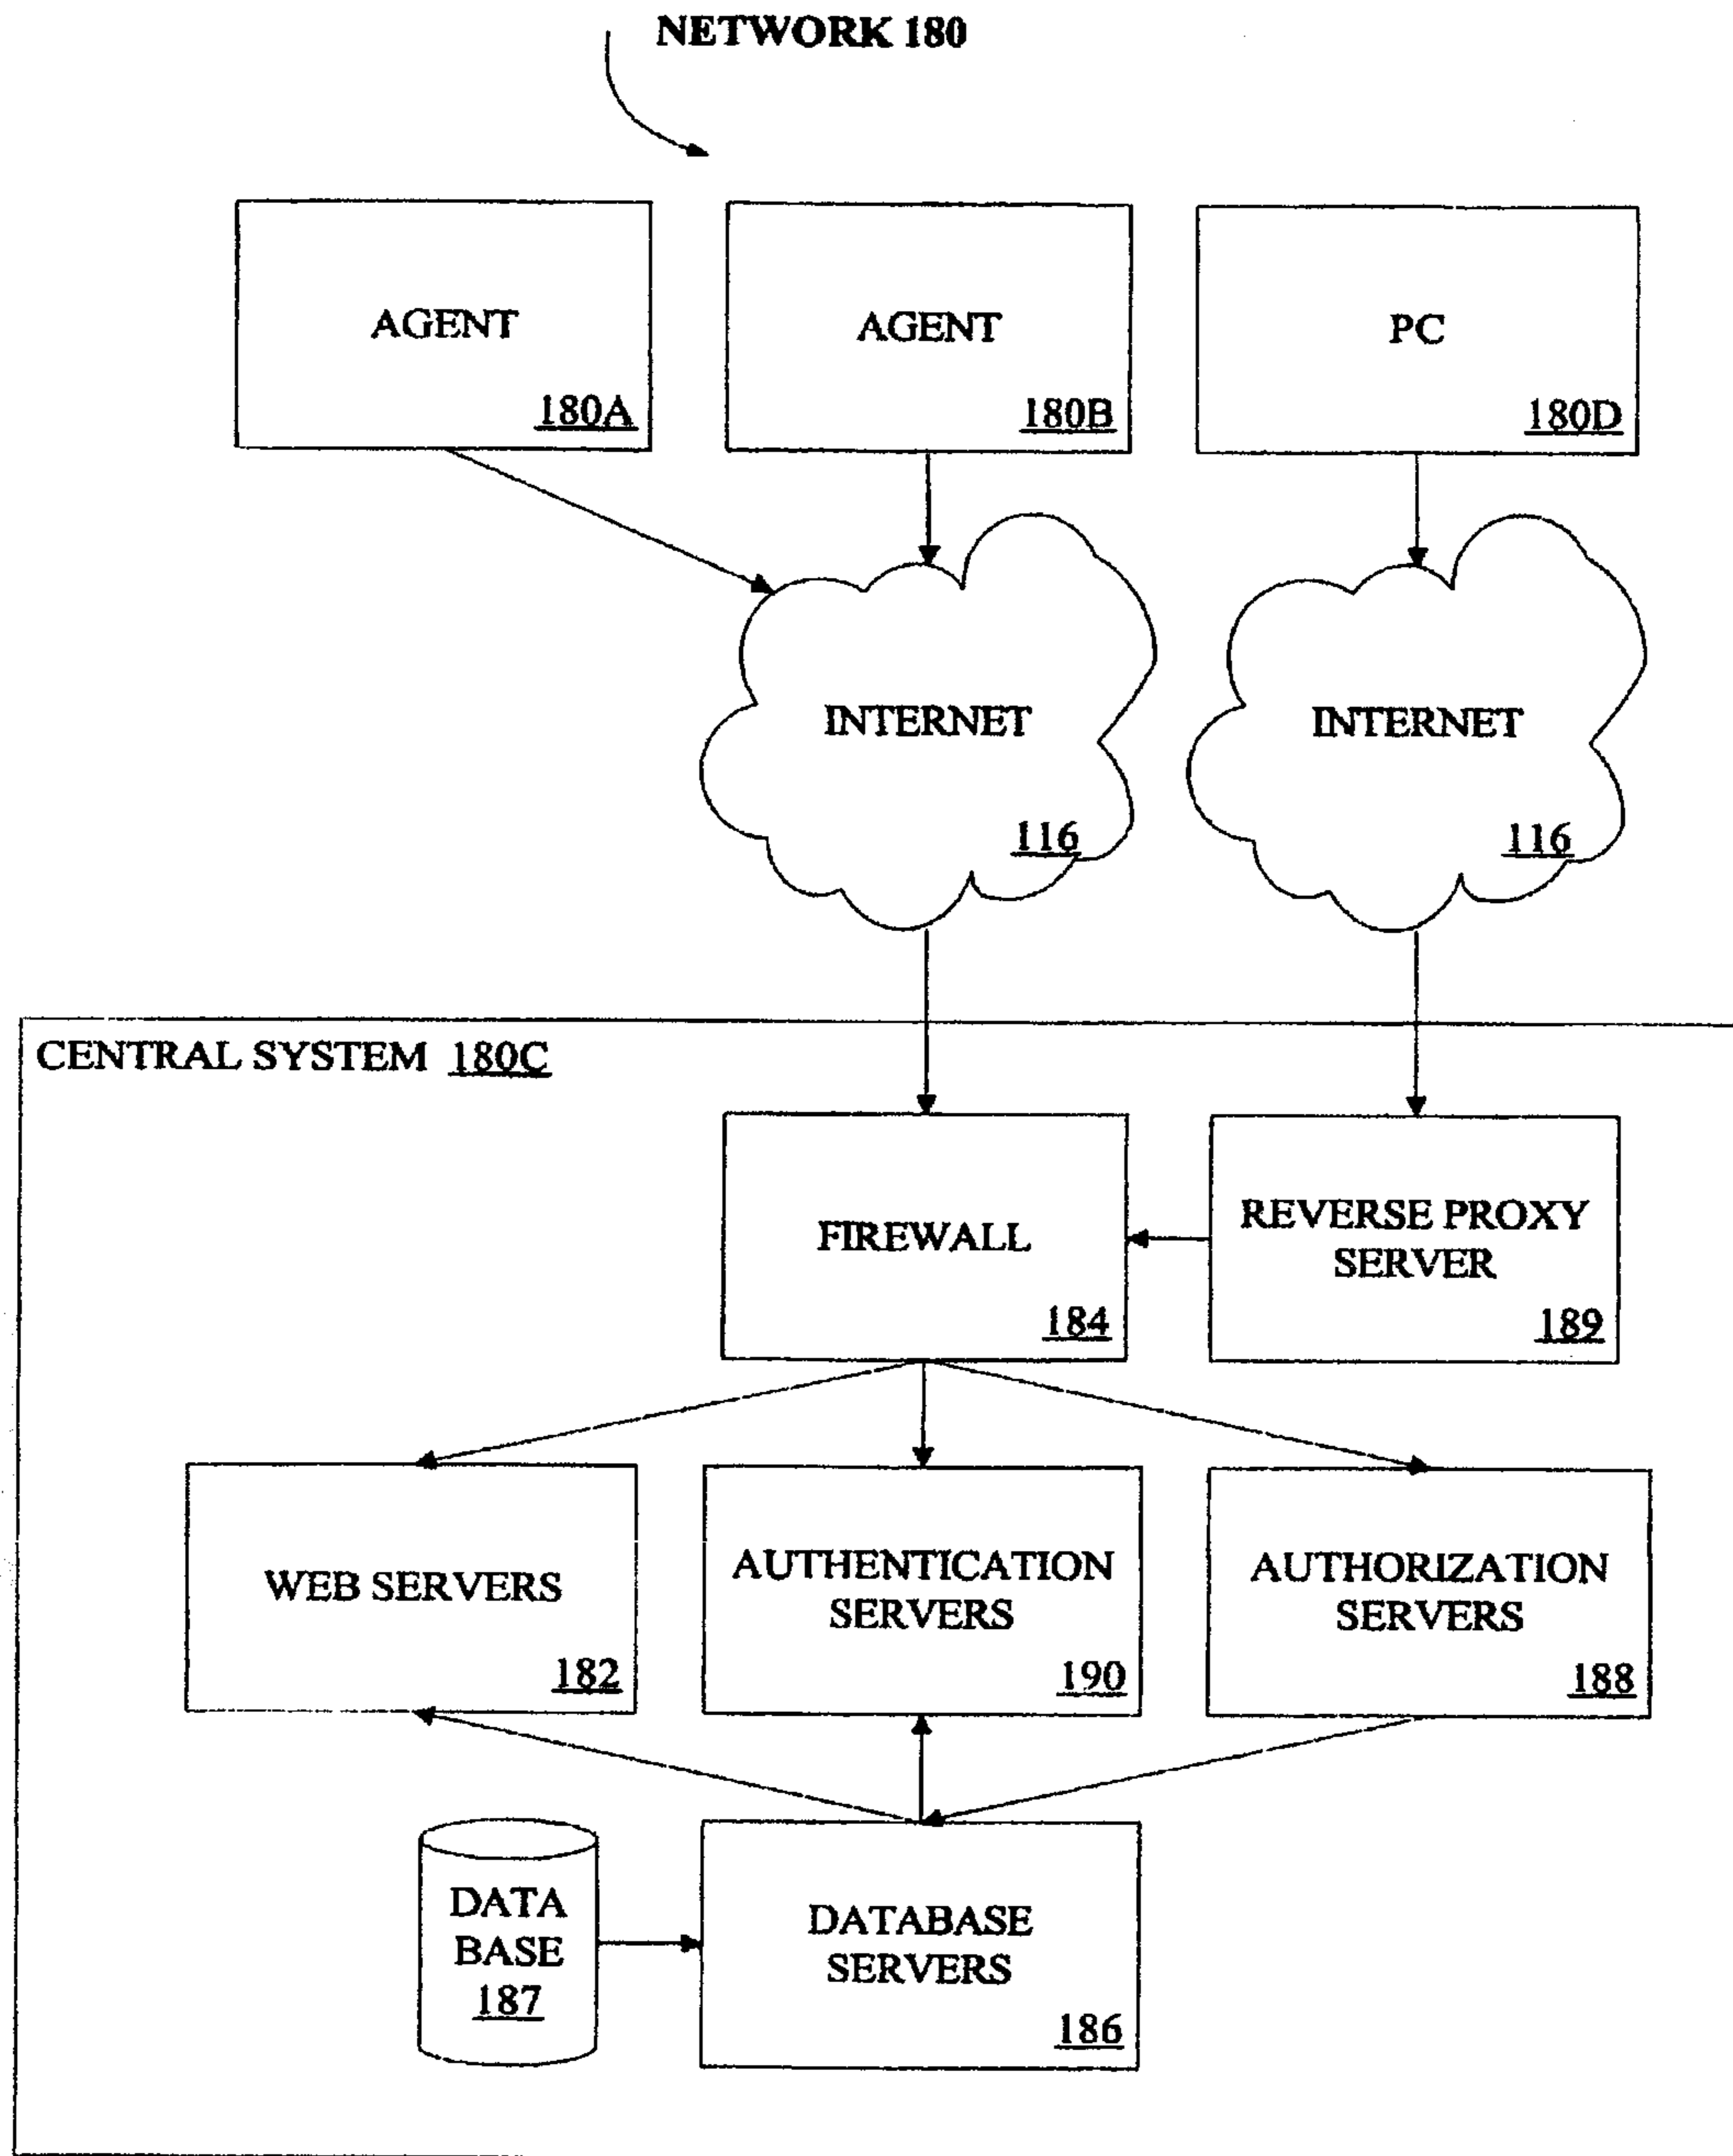 NETWORK 180
AGENT
180A
AGENT
180B
PC
180D
INTERNET
116
INTERNET
116
CENTRAL SYSTEM 180C
FIREWALL
184
REVERSE PROXY
SERVER
189
WEB SERVERS
182
AUTHENTICATION
SERVERS
190
AUTHORIZATION
SERVERS
188
DATA
BASE
187
DATABASE
SERVERS
186